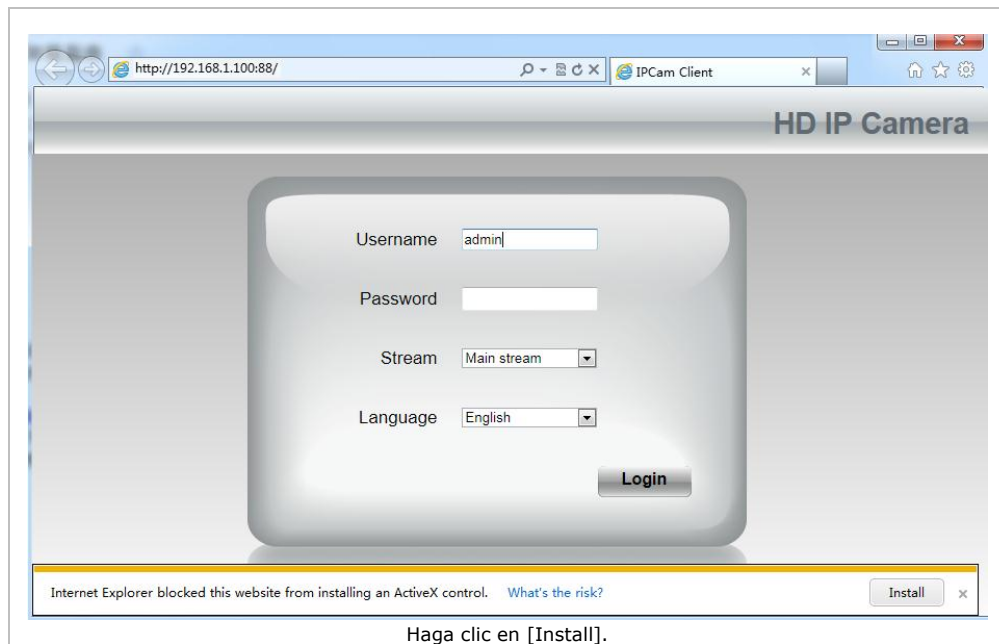 http://192.168.1.100:88/
IPCam Client
HD IP Camera
Username admin
Password
Stream Main stream
Language English
Login
Internet Explorer blocked this website from installing an ActiveX control. What's the risk? Install
Haga clic en [Install].